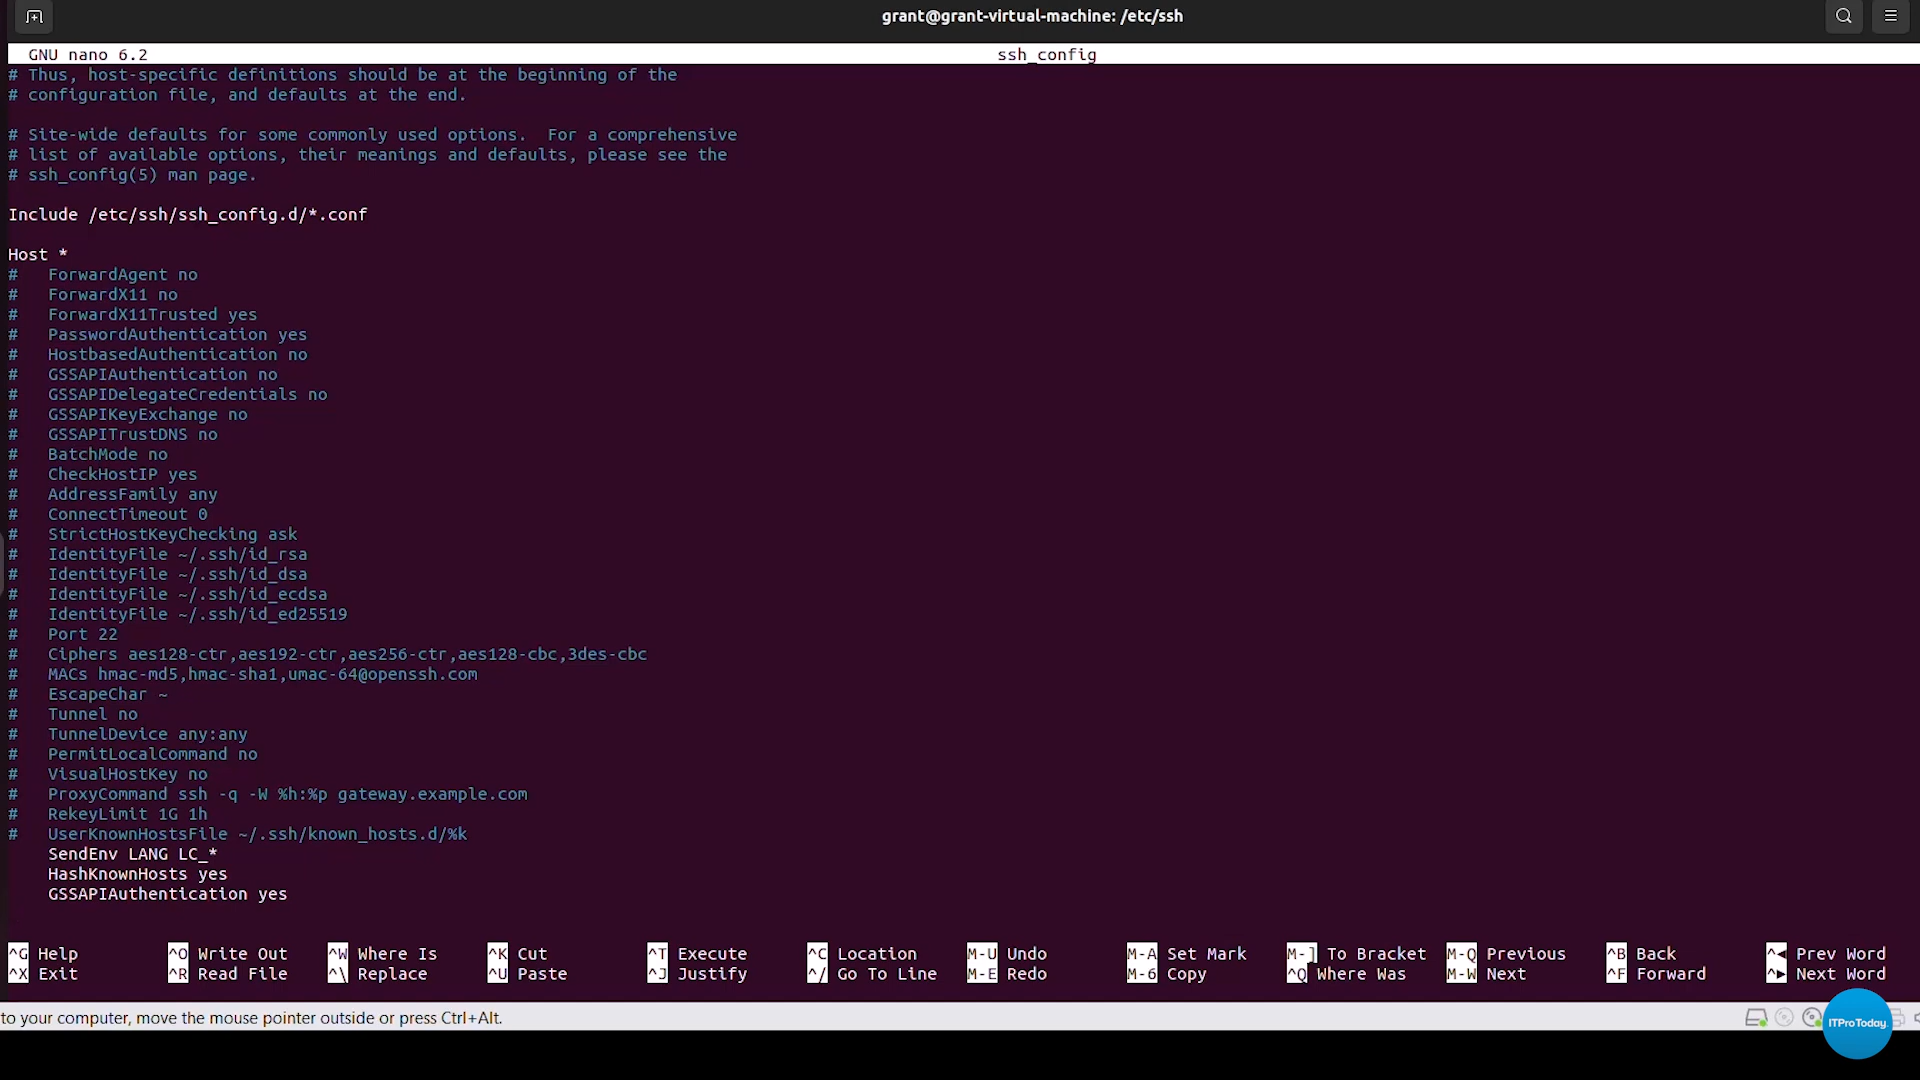 grant@grant-virtual-machine: /etc/ssh
GNU nano 6.2 ssh_config
# Thus, host-specific definitions should be at the beginning of the
# configuration file, and defaults at the end.
# Site-wide defaults for some commonly used options.  For a comprehensive
# list of available options, their meanings and defaults, please see the
# ssh_config(5) man page.
Include /etc/ssh/ssh_config.d/*.conf
Host *
#   ForwardAgent no
#   ForwardX11 no
#   ForwardX11Trusted yes
#   PasswordAuthentication yes
#   HostbasedAuthentication no
#   GSSAPIAuthentication no
#   GSSAPIDelegateCredentials no
#   GSSAPIKeyExchange no
#   GSSAPITrustDNS no
#   BatchMode no
#   CheckHostIP yes
#   AddressFamily any
#   ConnectTimeout 0
#   StrictHostKeyChecking ask
#   IdentityFile ~/.ssh/id_rsa
#   IdentityFile ~/.ssh/id_dsa
#   IdentityFile ~/.ssh/id_ecdsa
#   IdentityFile ~/.ssh/id_ed25519
#   Port 22
#   Ciphers aes128-ctr,aes192-ctr,aes256-ctr,aes128-cbc,3des-cbc
#   MACs hmac-md5,hmac-sha1,umac-64@openssh.com
#   EscapeChar ~
#   Tunnel no
#   TunnelDevice any:any
#   PermitLocalCommand no
#   VisualHostKey no
#   ProxyCommand ssh -q -W %h:%p gateway.example.com
#   RekeyLimit 1G 1h
#   UserKnownHostsFile ~/.ssh/known_hosts.d/%k
    SendEnv LANG LC_*
    HashKnownHosts yes
    GSSAPIAuthentication yes
^G Help ^O Write Out ^W Where Is ^K Cut ^T Execute ^C Location M-U Undo M-A Set Mark M-] To Bracket M-Q Previous ^B Back ^◄ Prev Word
^X Exit ^R Read File ^\ Replace ^U Paste ^J Justify ^/ Go To Line M-E Redo M-6 Copy ^Q Where Was M-W Next ^F Forward ^► Next Word
to your computer, move the mouse pointer outside or press Ctrl+Alt.
ITProToday